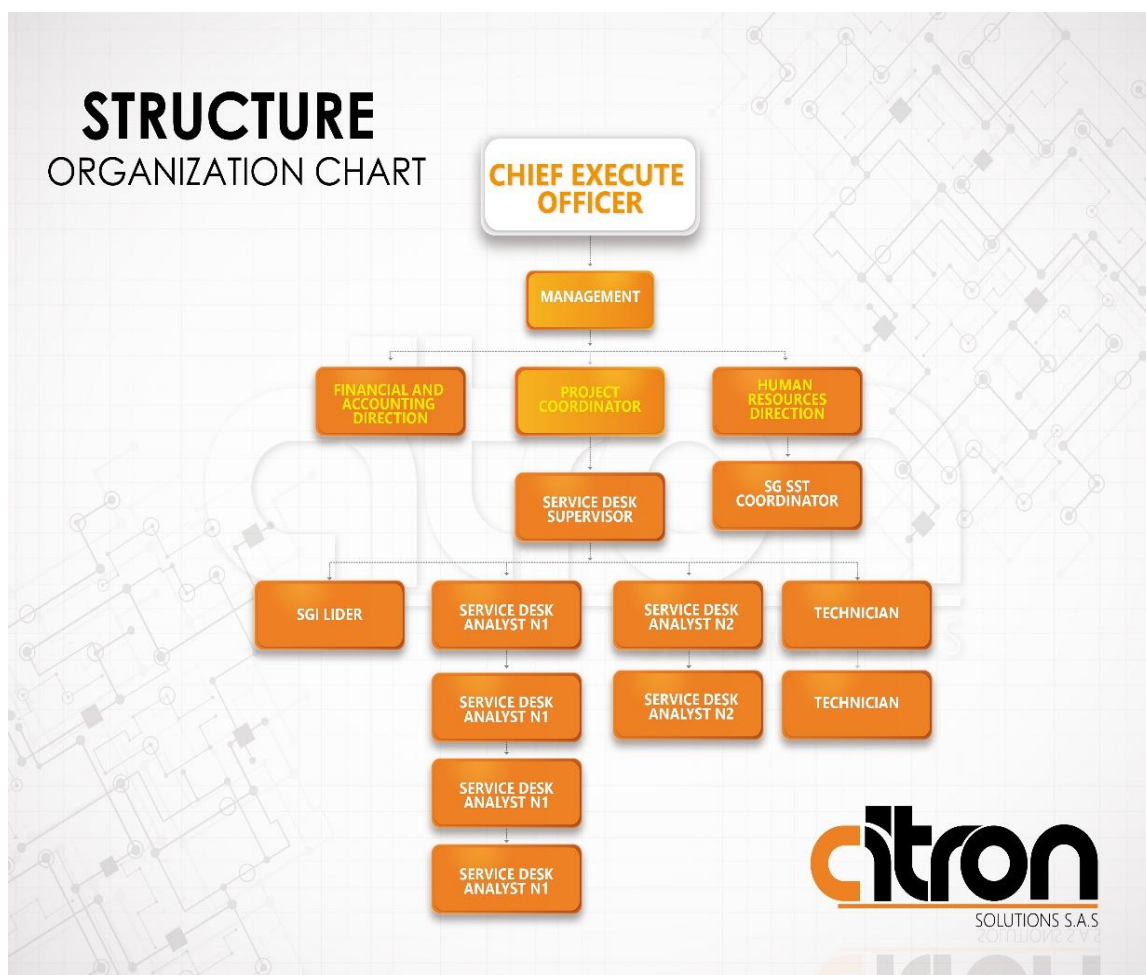 STRUCTURE
ORGANIZATION CHART
CHIEF EXECUTE
OFFICER
MANAGEMENT
FINANCIAL AND
ACCOUNTING
DIRECTION
PROJECT
COORDINATOR
HUMAN
RESOURCES
DIRECTION
SERVICE DESK
SUPERVISOR
SG SST
COORDINATOR
SGI LIDER
SERVICE DESK
ANALYST N1
SERVICE DESK
ANALYST N2
TECHNICIAN
SERVICE DESK
ANALYST N1
SERVICE DESK
ANALYST N2
TECHNICIAN
SERVICE DESK
ANALYST N1
SERVICE DESK
ANALYST N1
citron
SOLUTIONS S.A.S